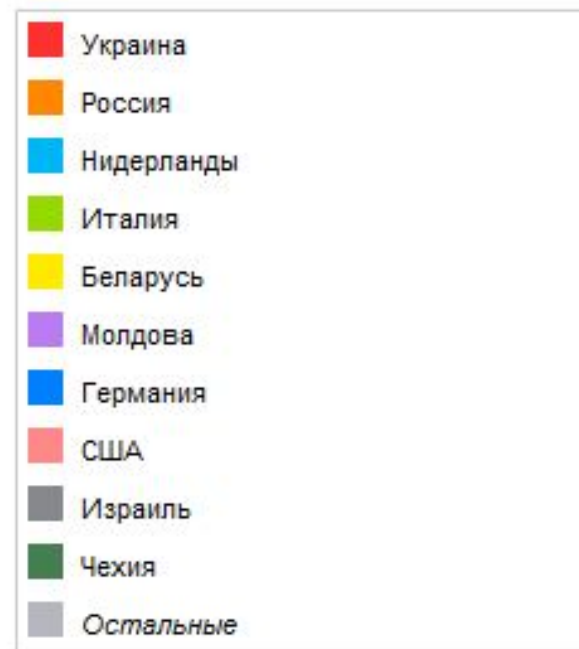 Украина
Россия
Нидерланды
Италия
Беларусь
Молдова
Германия
США
Израиль
Чехия
Остальные